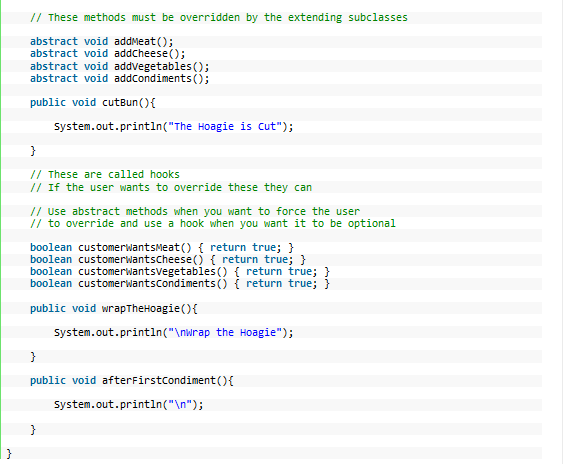 // These methods must be overridden by the extending subclasses
abstract void addMeat();
abstract void addCheese();
abstract void addVegetables();
abstract void addCondiments();
public void cutBun(){
System.out.println("The Hoagie is Cut");
}
// These are called hooks
// If the user wants to override these they can
// Use abstract methods when you want to force the user
// to override and use a hook when you want it to be optional
boolean customerWantsMeat() { return true; }
boolean customerWantsCheese() { return true; }
boolean customerWantsVegetables() { return true; }
boolean customerWantsCondiments() { return true; }
public void wrapTheHoagie(){
System.out.println("\nWrap the Hoagie");
}
public void afterFirstCondiment(){
System.out.println("\n");
}
}